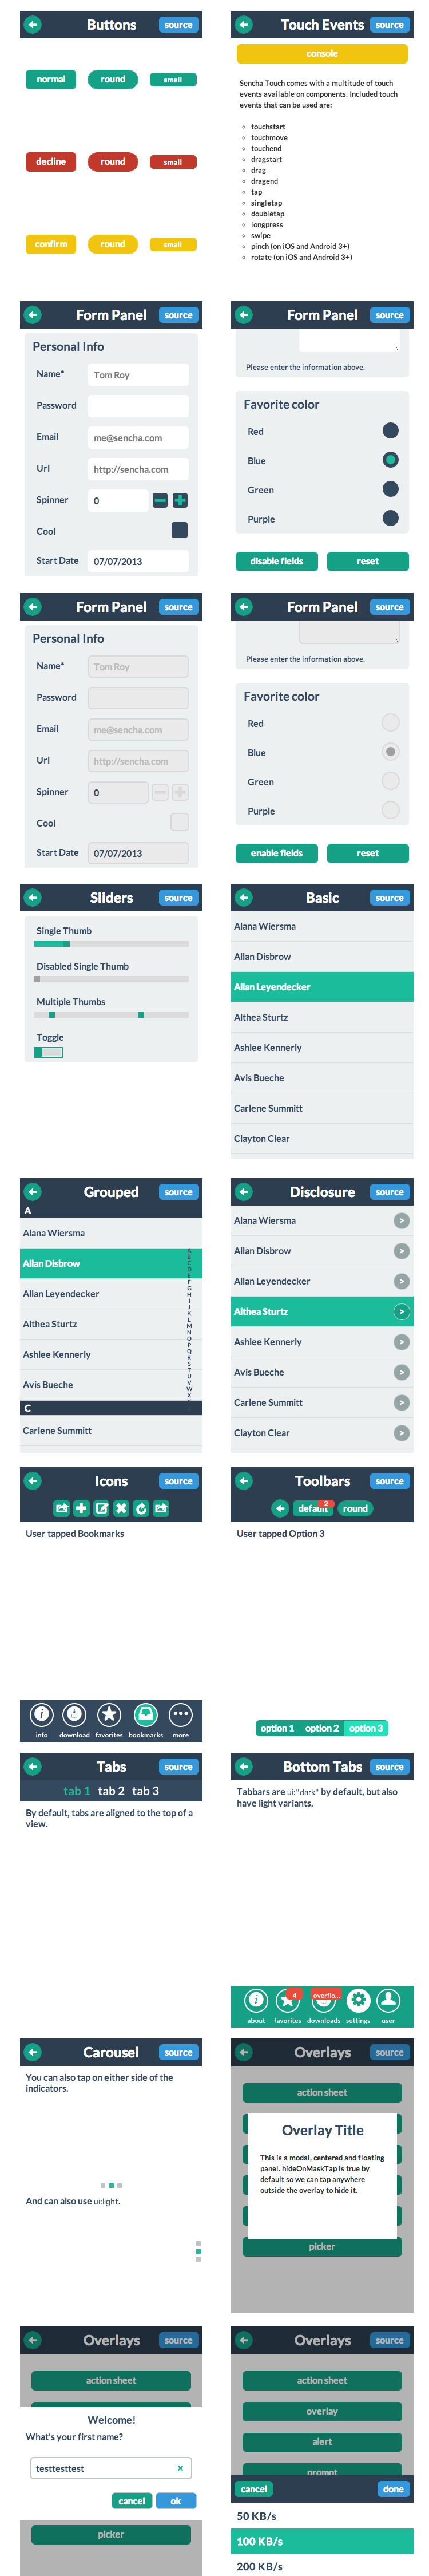 Buttons
source
normal
round
small
decline
round
small
confirm
round
small
Touch Events
source
console
Sencha Touch comes with a multitude of touch
events available on components. Included touch
events that can be used are:
touchstart
touchmove
touchend
dragstart
drag
dragend
tap
singletap
doubletap
longpress
swipe
pinch (on iOS and Android 3+)
rotate (on iOS and Android 3+)
Form Panel
source
Personal Info
Name*
Tom Roy
Password
Email
me@sencha.com
Url
http://sencha.com
Spinner
0
Cool
Start Date
07/07/2013
Form Panel
source
Please enter the information above.
Favorite color
Red
Blue
Green
Purple
disable fields
reset
Form Panel
source
Personal Info
Name*
Tom Roy
Password
Email
me@sencha.com
Url
http://sencha.com
Spinner
0
Cool
Start Date
07/07/2013
Form Panel
source
Please enter the information above.
Favorite color
Red
Blue
Green
Purple
enable fields
reset
Sliders
source
Single Thumb
Disabled Single Thumb
Multiple Thumbs
Toggle
Basic
source
Alana Wiersma
Allan Disbrow
Allan Leyendecker
Althea Sturtz
Ashlee Kennerly
Avis Bueche
Carlene Summitt
Clayton Clear
Grouped
source
A
Alana Wiersma
Allan Disbrow
Allan Leyendecker
Althea Sturtz
Ashlee Kennerly
Avis Bueche
C
Carlene Summitt
A
B
C
D
E
F
G
H
I
J
K
L
M
N
O
P
Q
R
S
T
U
V
W
X
Disclosure
source
Alana Wiersma
Allan Disbrow
Allan Leyendecker
Althea Sturtz
Ashlee Kennerly
Avis Bueche
Carlene Summitt
Clayton Clear
Icons
source
User tapped Bookmarks
info
download
favorites
bookmarks
more
Toolbars
source
default
2
round
User tapped Option 3
option 1
option 2
option 3
Tabs
source
tab 1
tab 2
tab 3
By default, tabs are aligned to the top of a
view.
Bottom Tabs
source
Tabbars are ui:"dark" by default, but also
have light variants.
4
overflo...
about
favorites
downloads
settings
user
Carousel
source
You can also tap on either side of the
indicators.
And can also use ui:light.
Overlays
source
action sheet
Overlay Title
This is a modal, centered and floating
panel. hideOnMaskTap is true by
default so we can tap anywhere
outside the overlay to hide it.
picker
Overlays
source
action sheet
Welcome!
What's your first name?
testtesttest
cancel
ok
picker
Overlays
source
action sheet
overlay
alert
prompt
cancel
done
50 KB/s
100 KB/s
200 KB/s